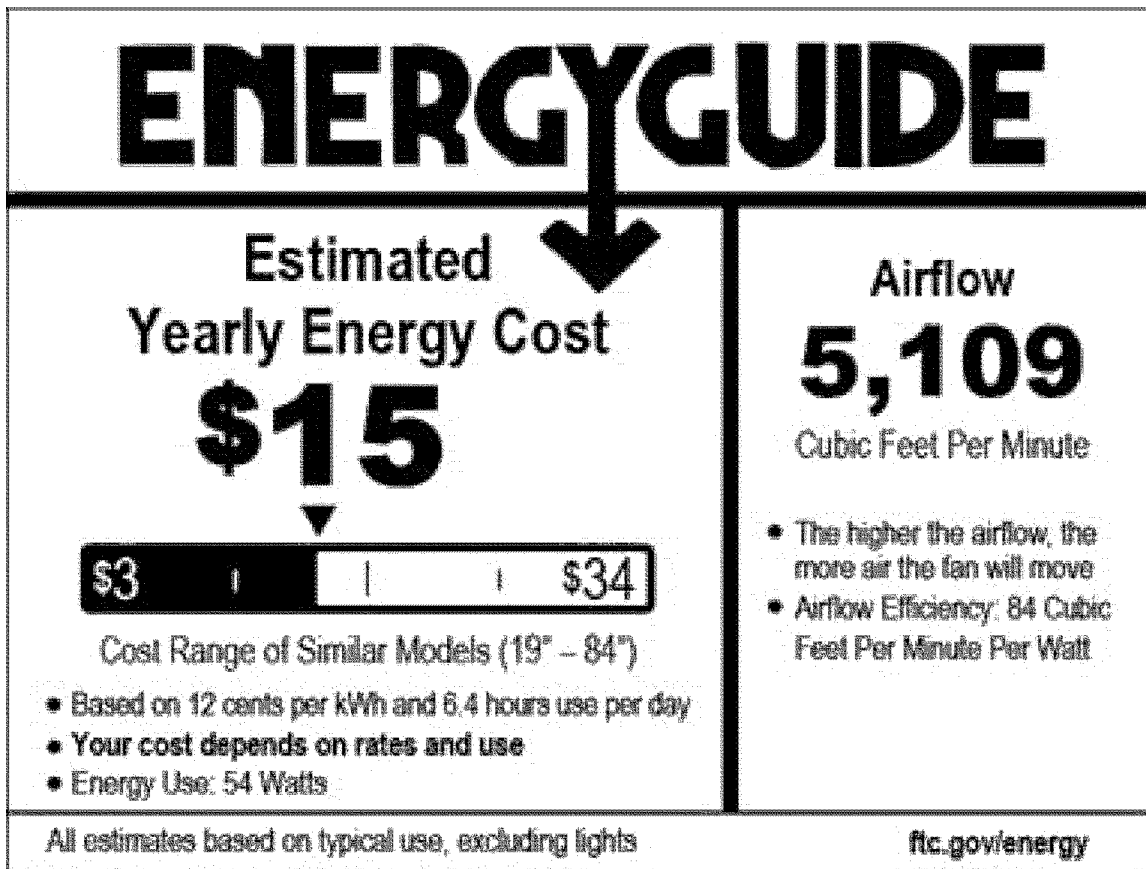 ENERGYGUIDE
Estimated
Yearly Energy Cost
$15
$3
$34
Cost Range of Similar Models (19" – 84")
• Based on 12 cents per kWh and 6.4 hours use per day
• Your cost depends on rates and use
• Energy Use: 54 Watts
Airflow
5,109
Cubic Feet Per Minute
• The higher the airflow, the
more air the fan will move
• Airflow Efficiency: 84 Cubic
Feet Per Minute Per Watt
All estimates based on typical use, excluding lights
ftc.gov/energy